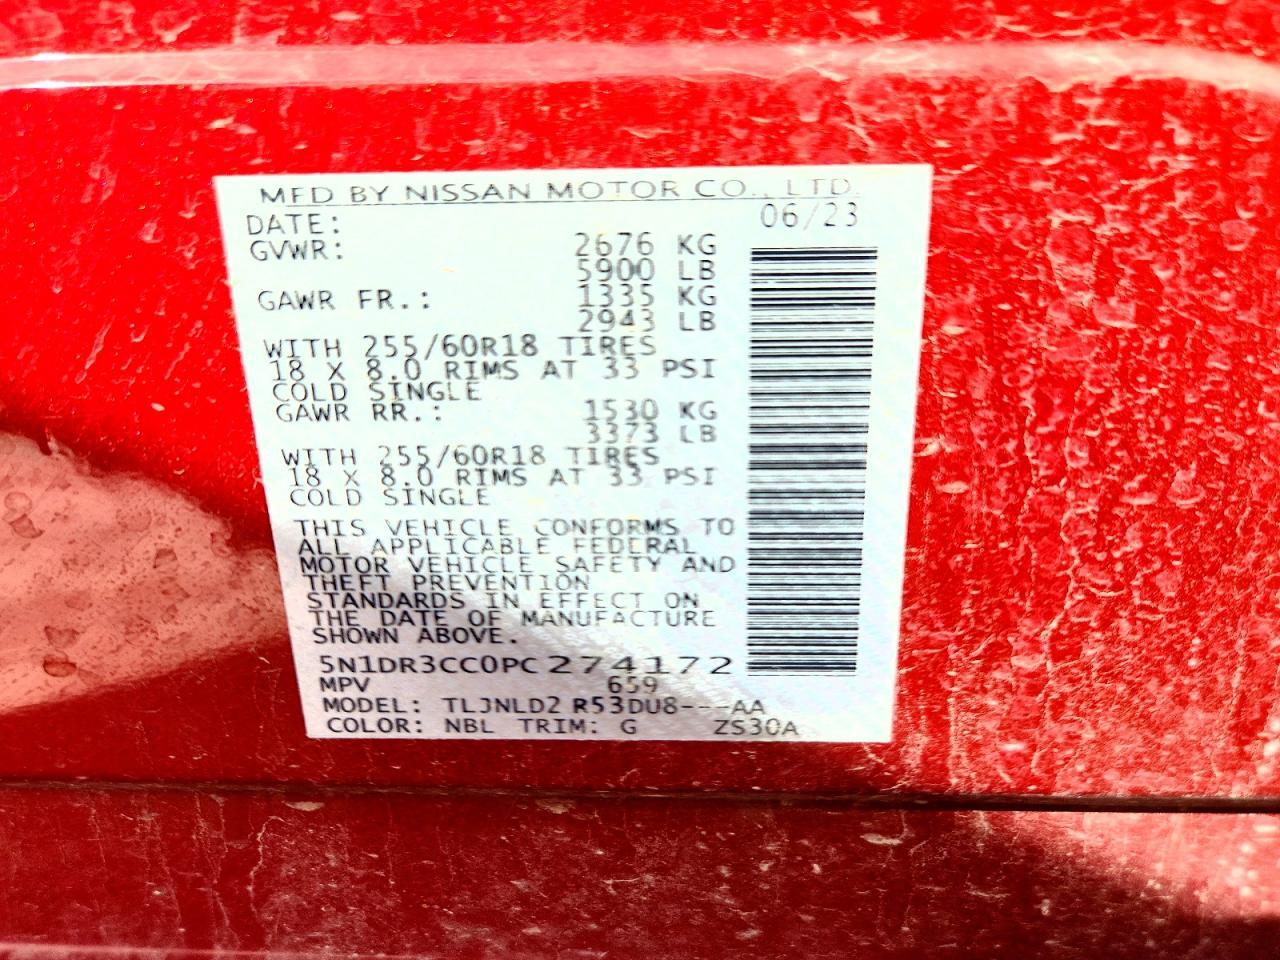 MFD BY NISSAN MOTOR CO., LTD.
DATE: 06/23
GVWR: 2676 KG
5900 LB
GAWR FR.: 1335 KG
2943 LB
WITH 255/60R18 TIRES
18 X 8.0 RIMS AT 33 PSI
COLD SINGLE
GAWR RR.: 1530 KG
3373 LB
WITH 255/60R18 TIRES
18 X 8.0 RIMS AT 33 PSI
COLD SINGLE
THIS VEHICLE CONFORMS TO
ALL APPLICABLE FEDERAL
MOTOR VEHICLE SAFETY AND
THEFT PREVENTION
STANDARDS IN EFFECT ON
THE DATE OF MANUFACTURE
SHOWN ABOVE.
5N1DR3CC0PC274172
MPV 659
MODEL: TLJNLD2 R53DU8---AA
COLOR: NBL TRIM: G ZS30A